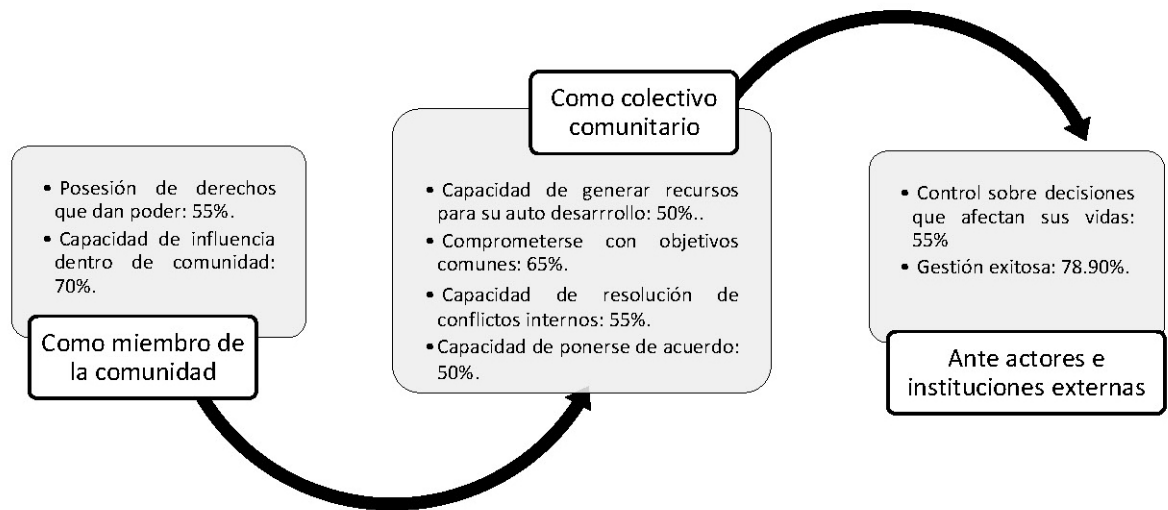 • Posesión de derechos
que dan poder: 55%.
• Capacidad de influencia
dentro de comunidad:
70%.
Como miembro de
la comunidad
Como colectivo
comunitario
• Capacidad de generar recursos
para su auto desarrrollo: 50%..
• Comprometerse con objetivos
comunes: 65%.
• Capacidad de resolución de
conflictos internos: 55%.
• Capacidad de ponerse de acuerdo:
50%.
• Control sobre decisiones
que afectan sus vidas:
55%
• Gestión exitosa: 78.90%.
Ante actores e
instituciones externas